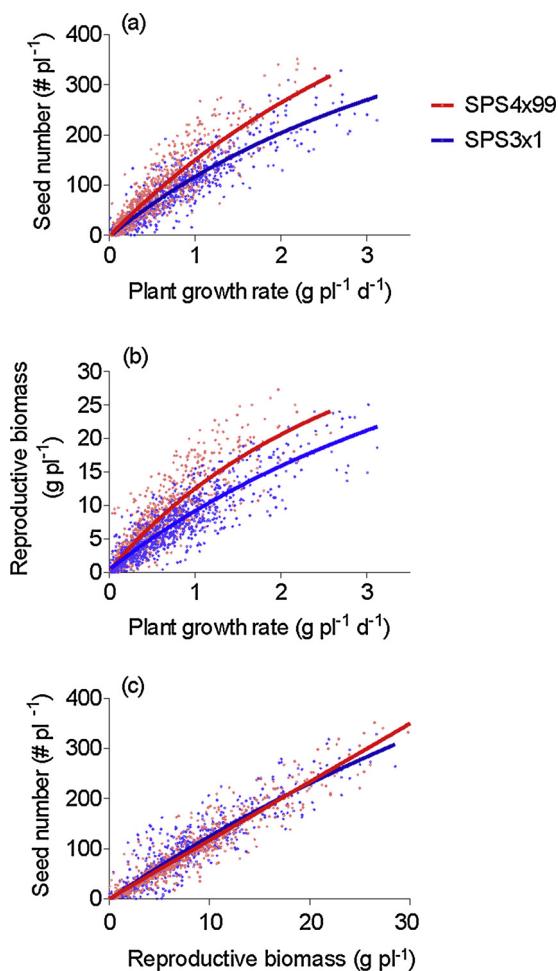 (a)
Seed number (# pl⁻¹)
400
300
200
100
0
0 1 2 3
Plant growth rate (g pl⁻¹ d⁻¹)
SPS4x99
SPS3x1
(b)
Reproductive biomass
(g pl⁻¹)
30
25
20
15
10
5
0
0 1 2 3
Plant growth rate (g pl⁻¹ d⁻¹)
(c)
Seed number (# pl ⁻¹)
400
300
200
100
0
0 10 20 30
Reproductive biomass (g pl⁻¹)